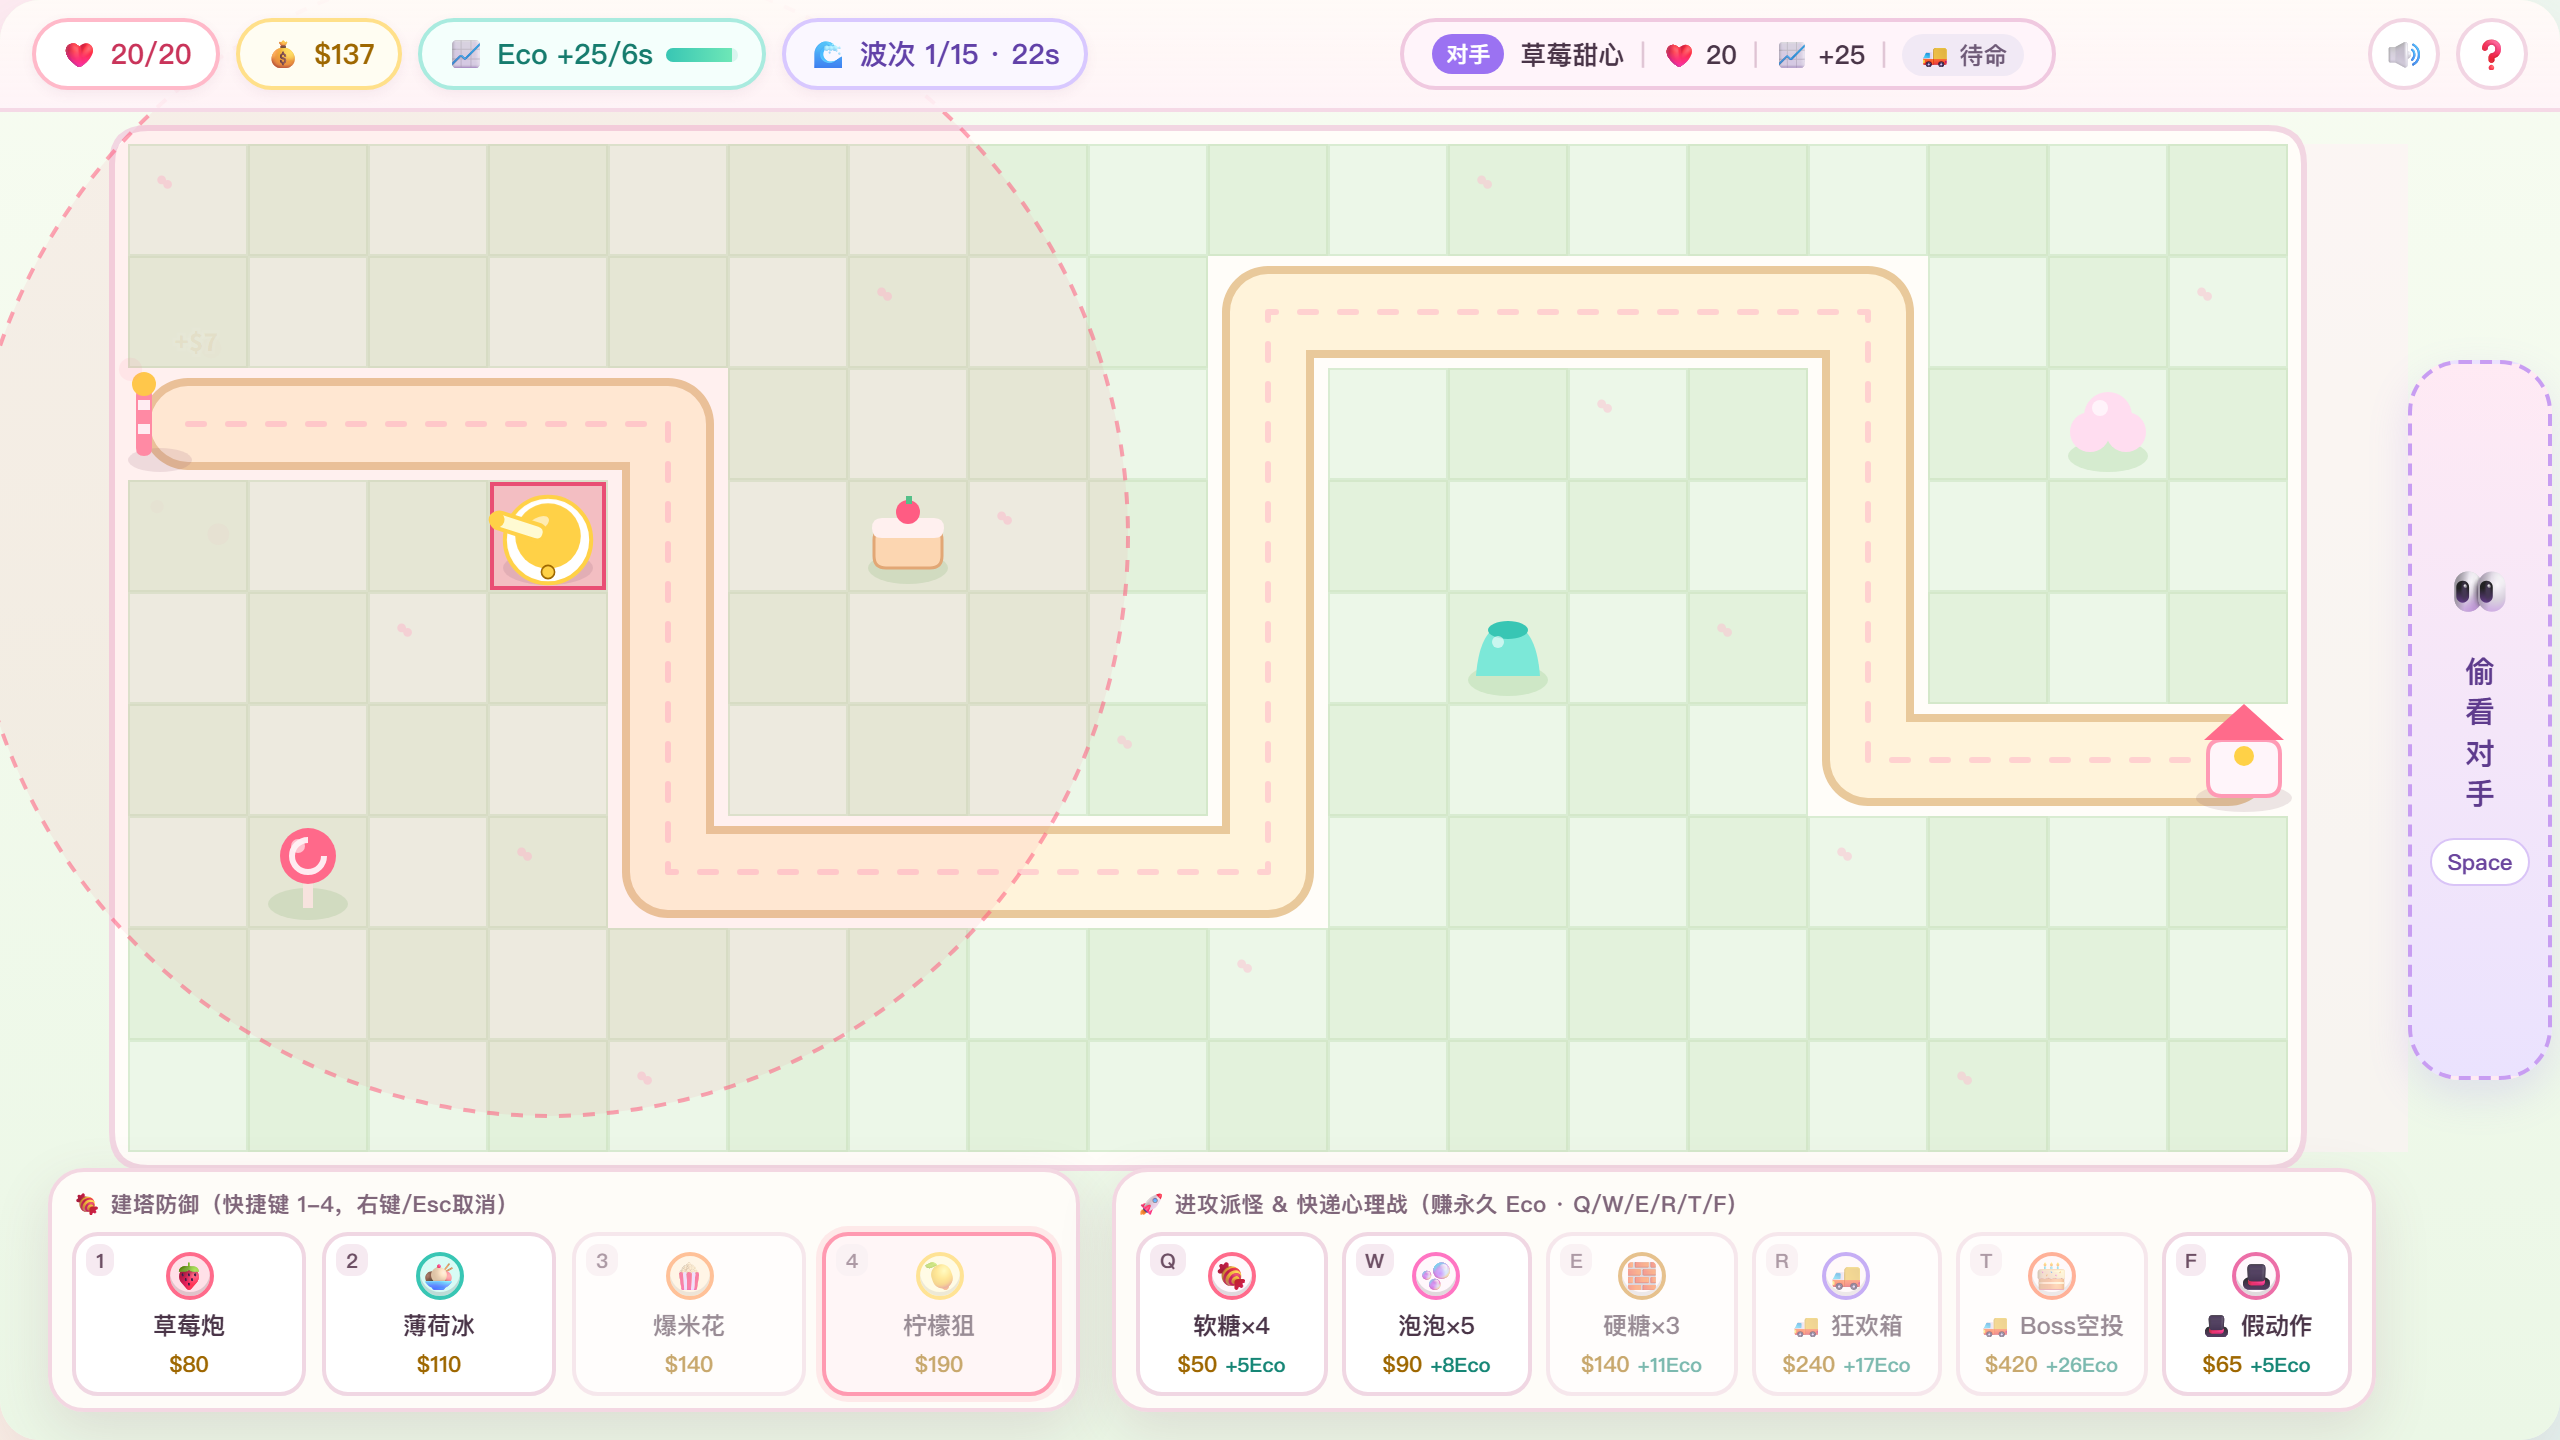 20/20
$137
Eco +25/6s
波次 1/15 · 22s
对手 草莓甜心 | 20 | +25 | 待命
+$7
偷看对手
Space
建塔防御（快捷键 1–4，右键/Esc取消）
1
草莓炮
$80
2
薄荷冰
$110
3
爆米花
$140
4
柠檬狙
$190
进攻派怪 & 快递心理战（赚永久 Eco · Q/W/E/R/T/F）
Q
软糖×4
$50 +5Eco
W
泡泡×5
$90 +8Eco
E
硬糖×3
$140 +11Eco
R
狂欢箱
$240 +17Eco
T
Boss空投
$420 +26Eco
F
假动作
$65 +5Eco